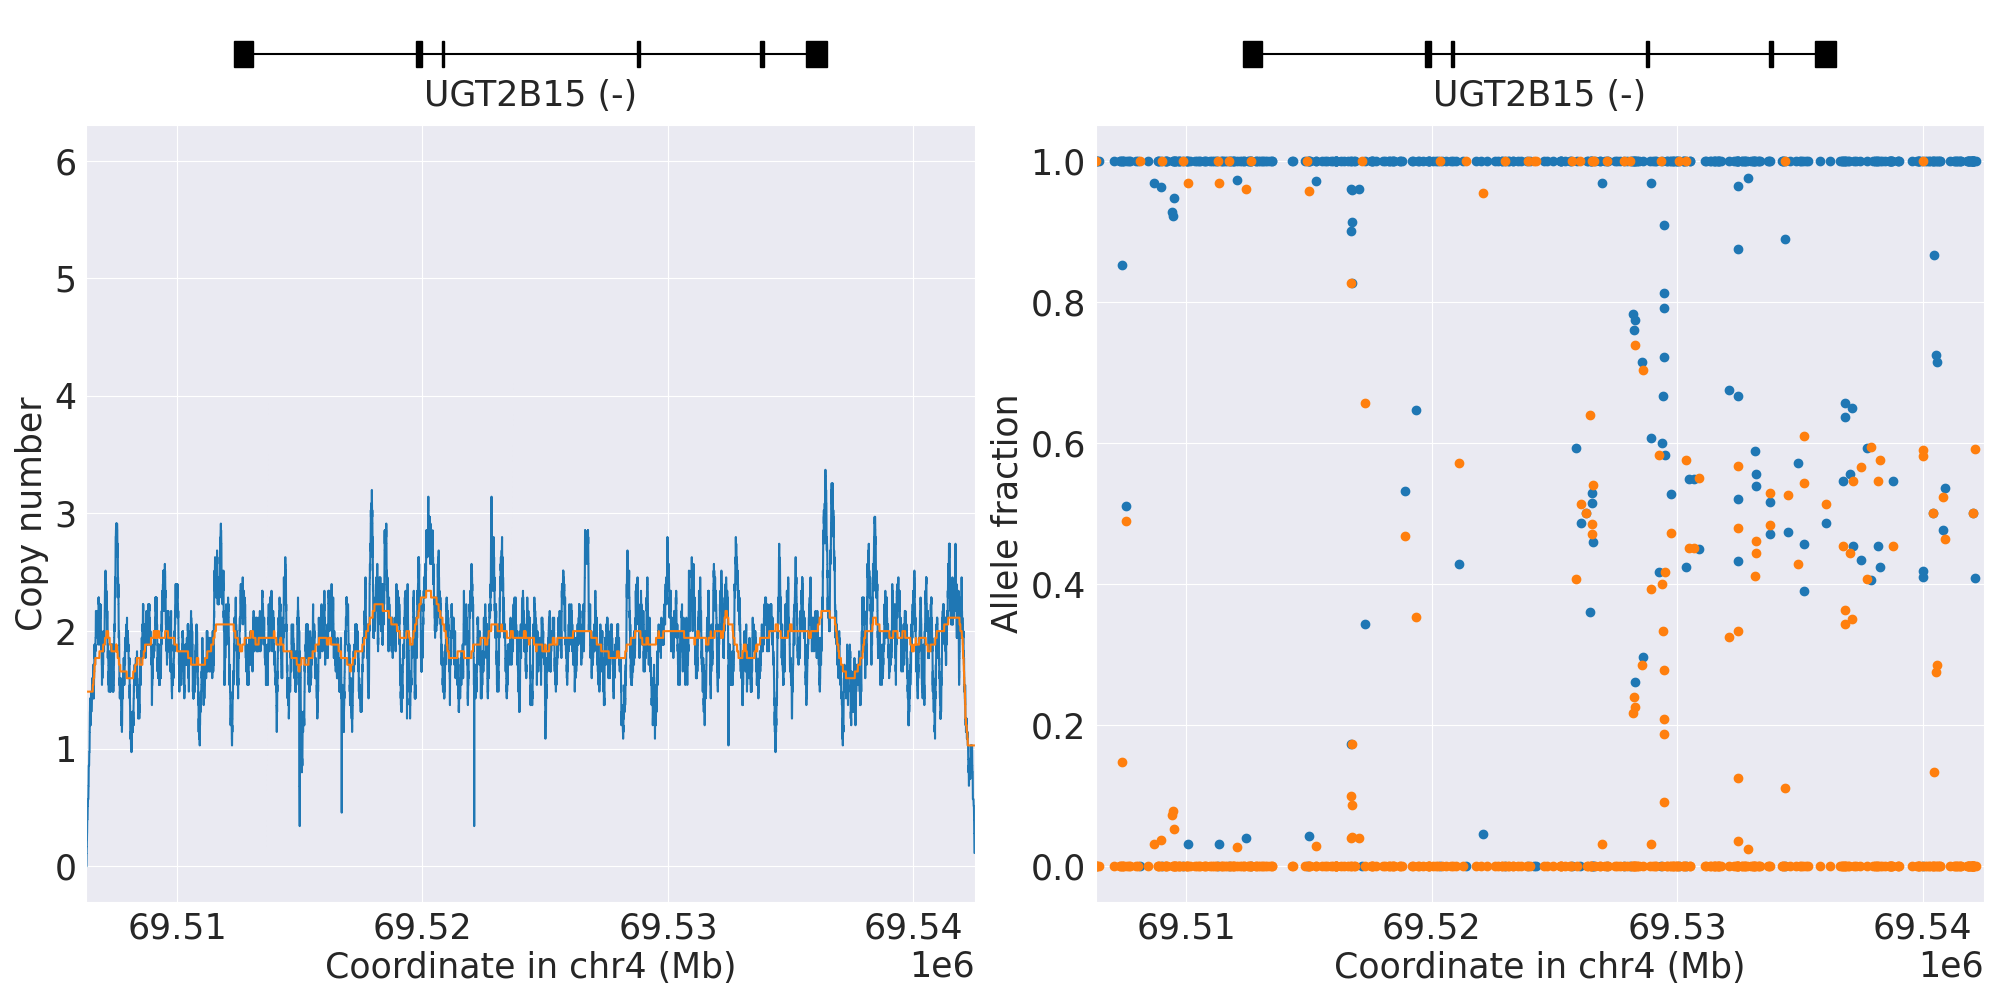 UGT2B15 (-)
6
5
4
3
2
1
0
Copy number
69.51 69.52 69.53 69.54
Coordinate in chr4 (Mb)
1e6
UGT2B15 (-)
1.0
0.8
0.6
0.4
0.2
0.0
Allele fraction
69.51 69.52 69.53 69.54
Coordinate in chr4 (Mb)
1e6